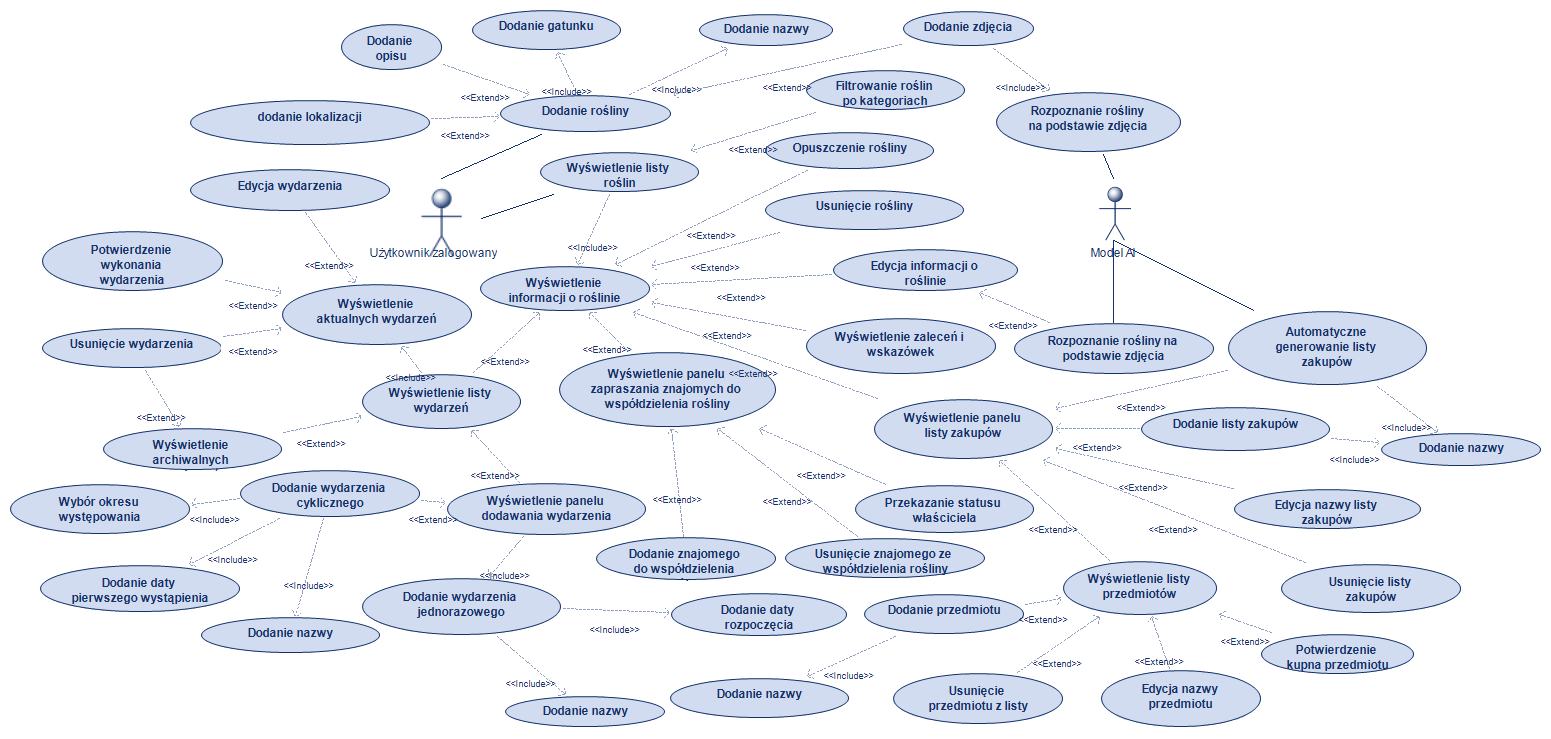 Dodanie
opisu
Dodanie gatunku
Dodanie nazwy
Dodanie zdjęcia
<<Extend>>
<<Include>>
<<Include>>
<<Extend>>
<<Include>>
Filtrowanie roślin
po kategoriach
dodanie lokalizacji
<<Extend>>
Dodanie rośliny
Rozpoznanie rośliny
na podstawie zdjęcia
<<Extend>>
Opuszczenie rośliny
Wyświetlenie listy
roślin
Edycja wydarzenia
Usunięcie rośliny
Użytkownik zalogowany
Model AI
<<Extend>>
<<Include>>
<<Extend>>
<<Extend>>
Potwierdzenie
wykonania
wydarzenia
<<Extend>>
Wyświetlenie
aktualnych wydarzeń
Wyświetlenie
informacji o roślinie
Edycja informacji o
roślinie
<<Extend>>
<<Extend>>
<<Extend>>
Usunięcie wydarzenia
<<Extend>>
<<Extend>>
<<Extend>>
Wyświetlenie zaleceń i
wskazówek
Rozpoznanie rośliny na
podstawie zdjęcia
Automatyczne
generowanie listy
zakupów
<<Include>>
<<Extend>>
Wyświetlenie listy
wydarzeń
Wyświetlenie panelu
zapraszania znajomych do
współdzielenia rośliny
<<Extend>>
<<Extend>>
<<Extend>>
Wyświetlenie
archiwalnych
Wyświetlenie panelu
listy zakupów
Dodanie listy zakupów
<<Include>>
<<Extend>>
<<Include>>
Dodanie nazwy
<<Extend>>
<<Extend>>
<<Extend>>
Wybór okresu
występowania
Dodanie wydarzenia
cyklicznego
<<Include>>
<<Extend>>
Wyświetlenie panelu
dodawania wydarzenia
<<Extend>>
<<Extend>>
Przekazanie statusu
właściciela
<<Extend>>
<<Extend>>
Edycja nazwy listy
zakupów
<<Include>>
<<Include>>
<<Include>>
Dodanie znajomego
do współdzielenia
Usunięcie znajomego ze
współdzielenia rośliny
Wyświetlenie listy
przedmiotów
Usunięcie listy
zakupów
Dodanie daty
pierwszego wystąpienia
Dodanie nazwy
Dodanie wydarzenia
jednorazowego
<<Include>>
Dodanie daty
rozpoczęcia
Dodanie przedmiotu
<<Extend>>
<<Extend>>
Potwierdzenie
kupna przedmiotu
<<Include>>
<<Include>>
<<Extend>>
<<Extend>>
Dodanie nazwy
Dodanie nazwy
Usunięcie
przedmiotu z listy
Edycja nazwy
przedmiotu